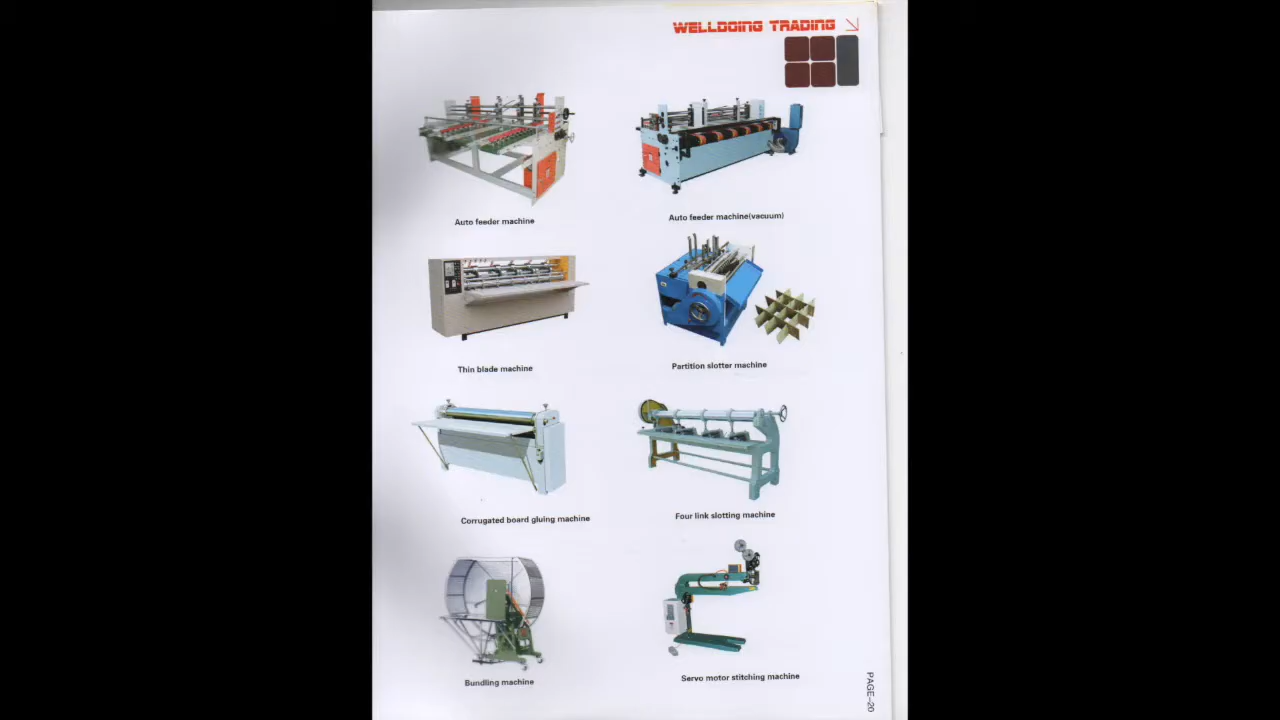 WELLDOING TRADING
Auto feeder machine
Auto feeder machine(vacuum)
Thin blade machine
Partition slotter machine
Corrugated board gluing machine
Four link slotting machine
Bundling machine
Servo motor stitching machine
PAGE-20